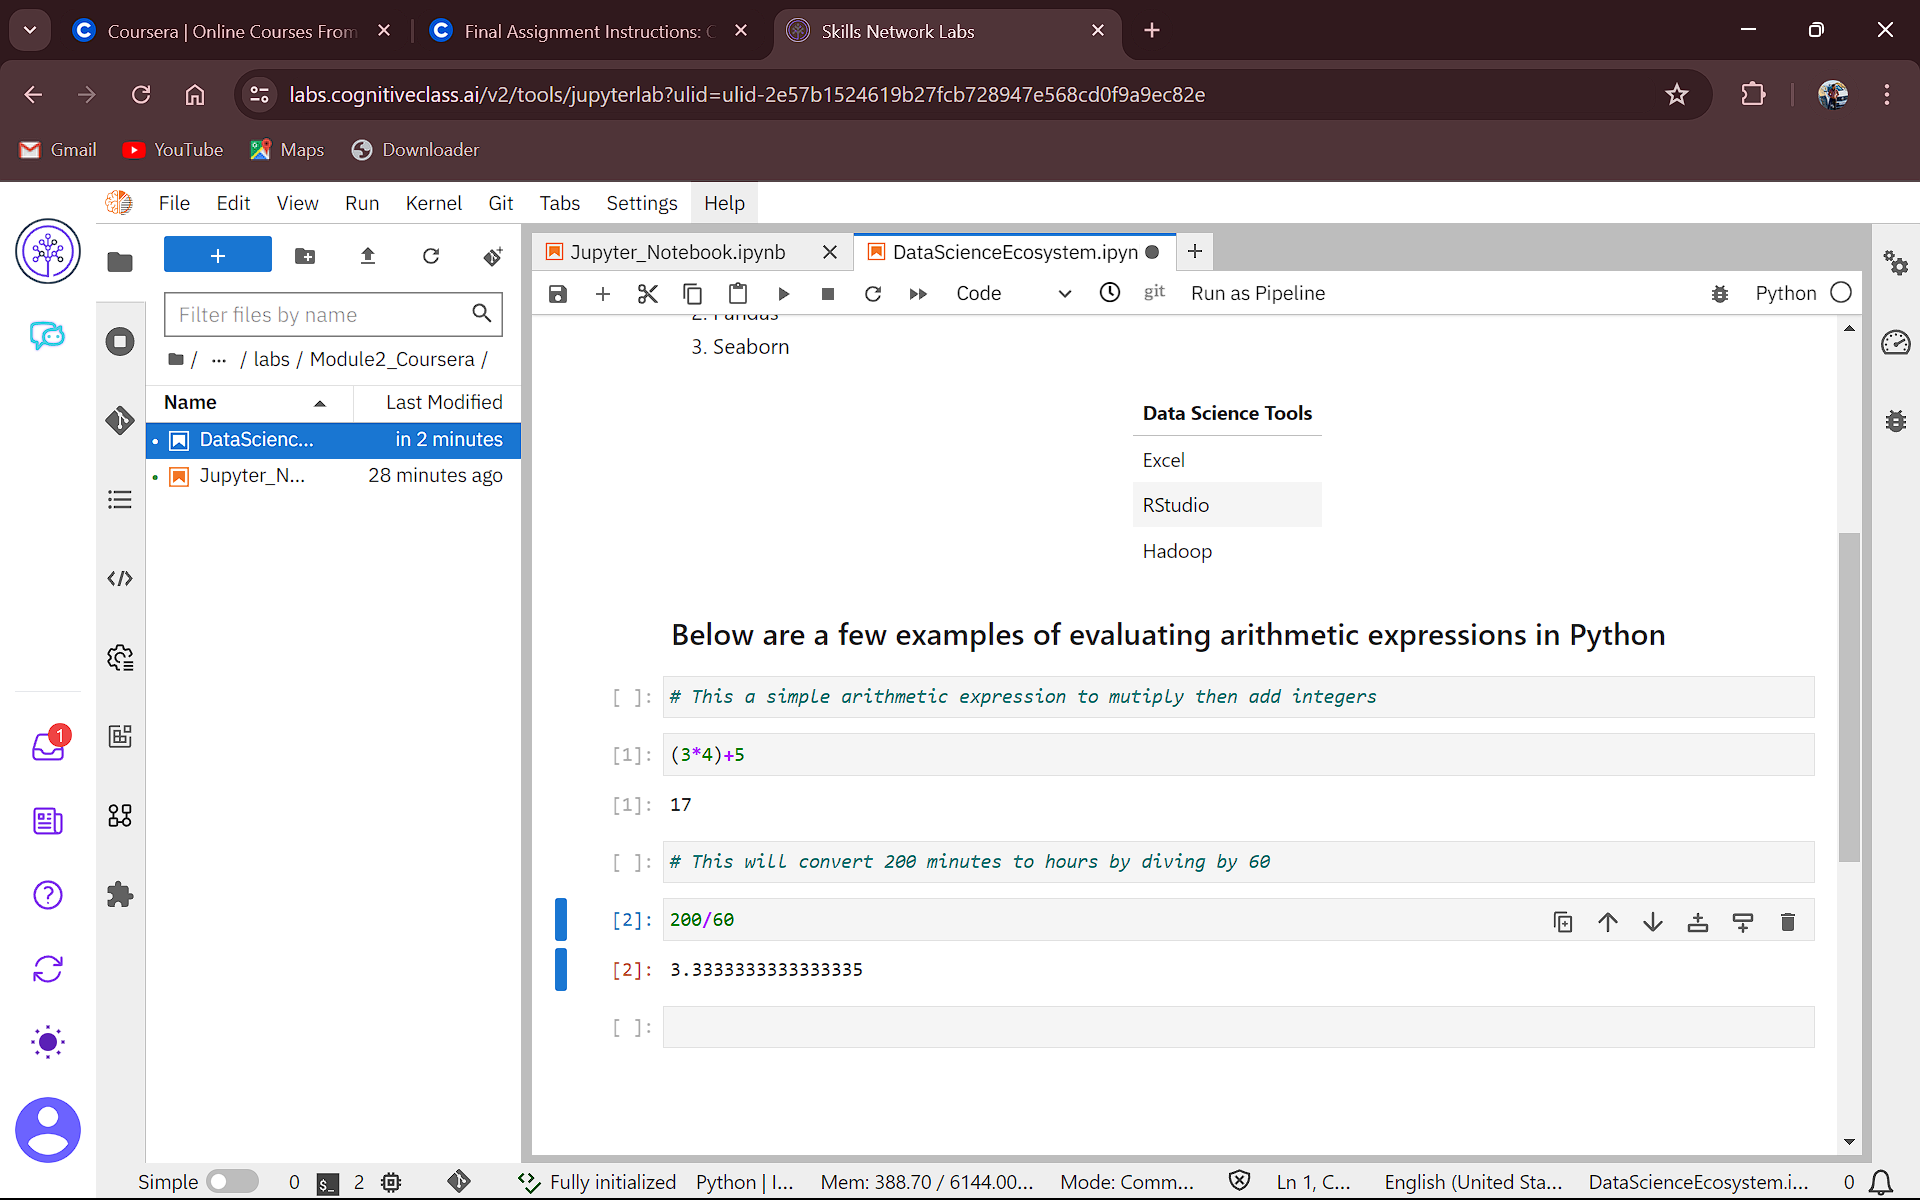 Coursera | Online Courses From
Final Assignment Instructions: C
Skills Network Labs
labs.cognitiveclass.ai/v2/tools/jupyterlab?ulid=ulid-2e57b1524619b27fcb728947e568cd0f9a9ec82e
Gmail YouTube Maps Downloader
File Edit View Run Kernel Git Tabs Settings Help
+
Filter files by name
/ ... / labs / Module2_Coursera /
Name Last Modified
DataScienc... in 2 minutes
Jupyter_N... 28 minutes ago
1
Jupyter_Notebook.ipynb
DataScienceEcosystem.ipyn
Code git Run as Pipeline Python
2. Pandas
3. Seaborn
Data Science Tools
Excel
RStudio
Hadoop
Below are a few examples of evaluating arithmetic expressions in Python
[ ]: # This a simple arithmetic expression to mutiply then add integers
[1]: (3*4)+5
[1]: 17
[ ]: # This will convert 200 minutes to hours by diving by 60
[2]: 200/60
[2]: 3.3333333333333335
[ ]:
Simple 0 $_ 2 Fully initialized Python | I... Mem: 388.70 / 6144.00... Mode: Comm... Ln 1, C... English (United Sta... DataScienceEcosystem.i... 0